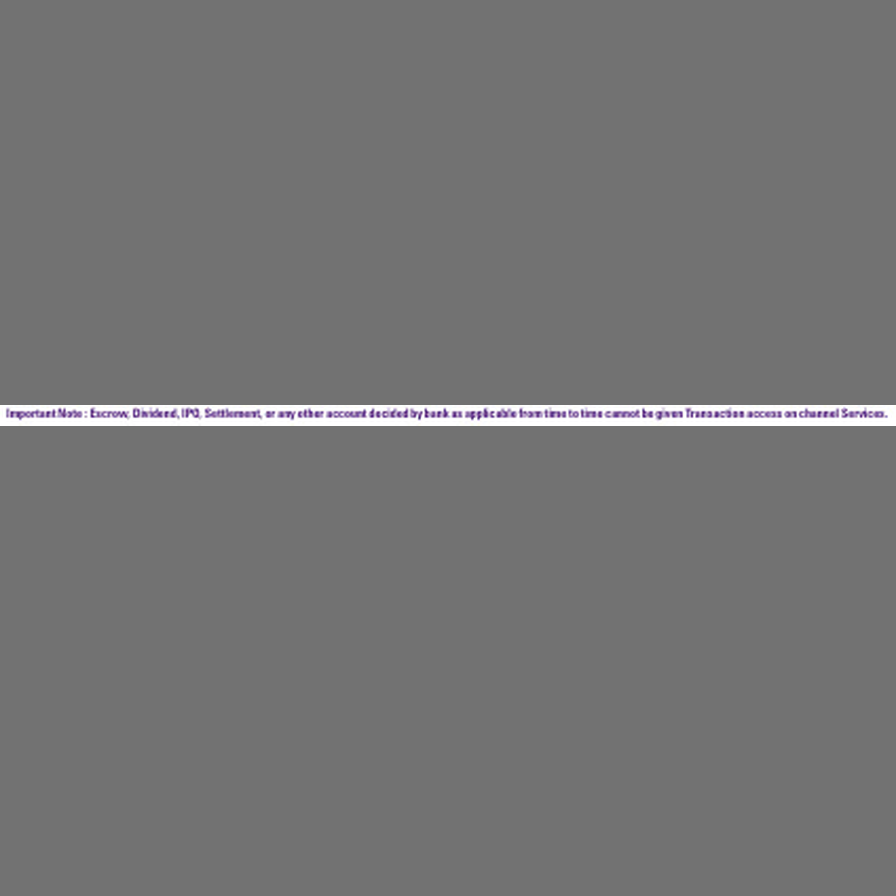 Important Note : Escrow, Dividend, IPO, Settlement, or any other account decided by bank as applicable from time to time cannot be given Transaction access on channel Services.